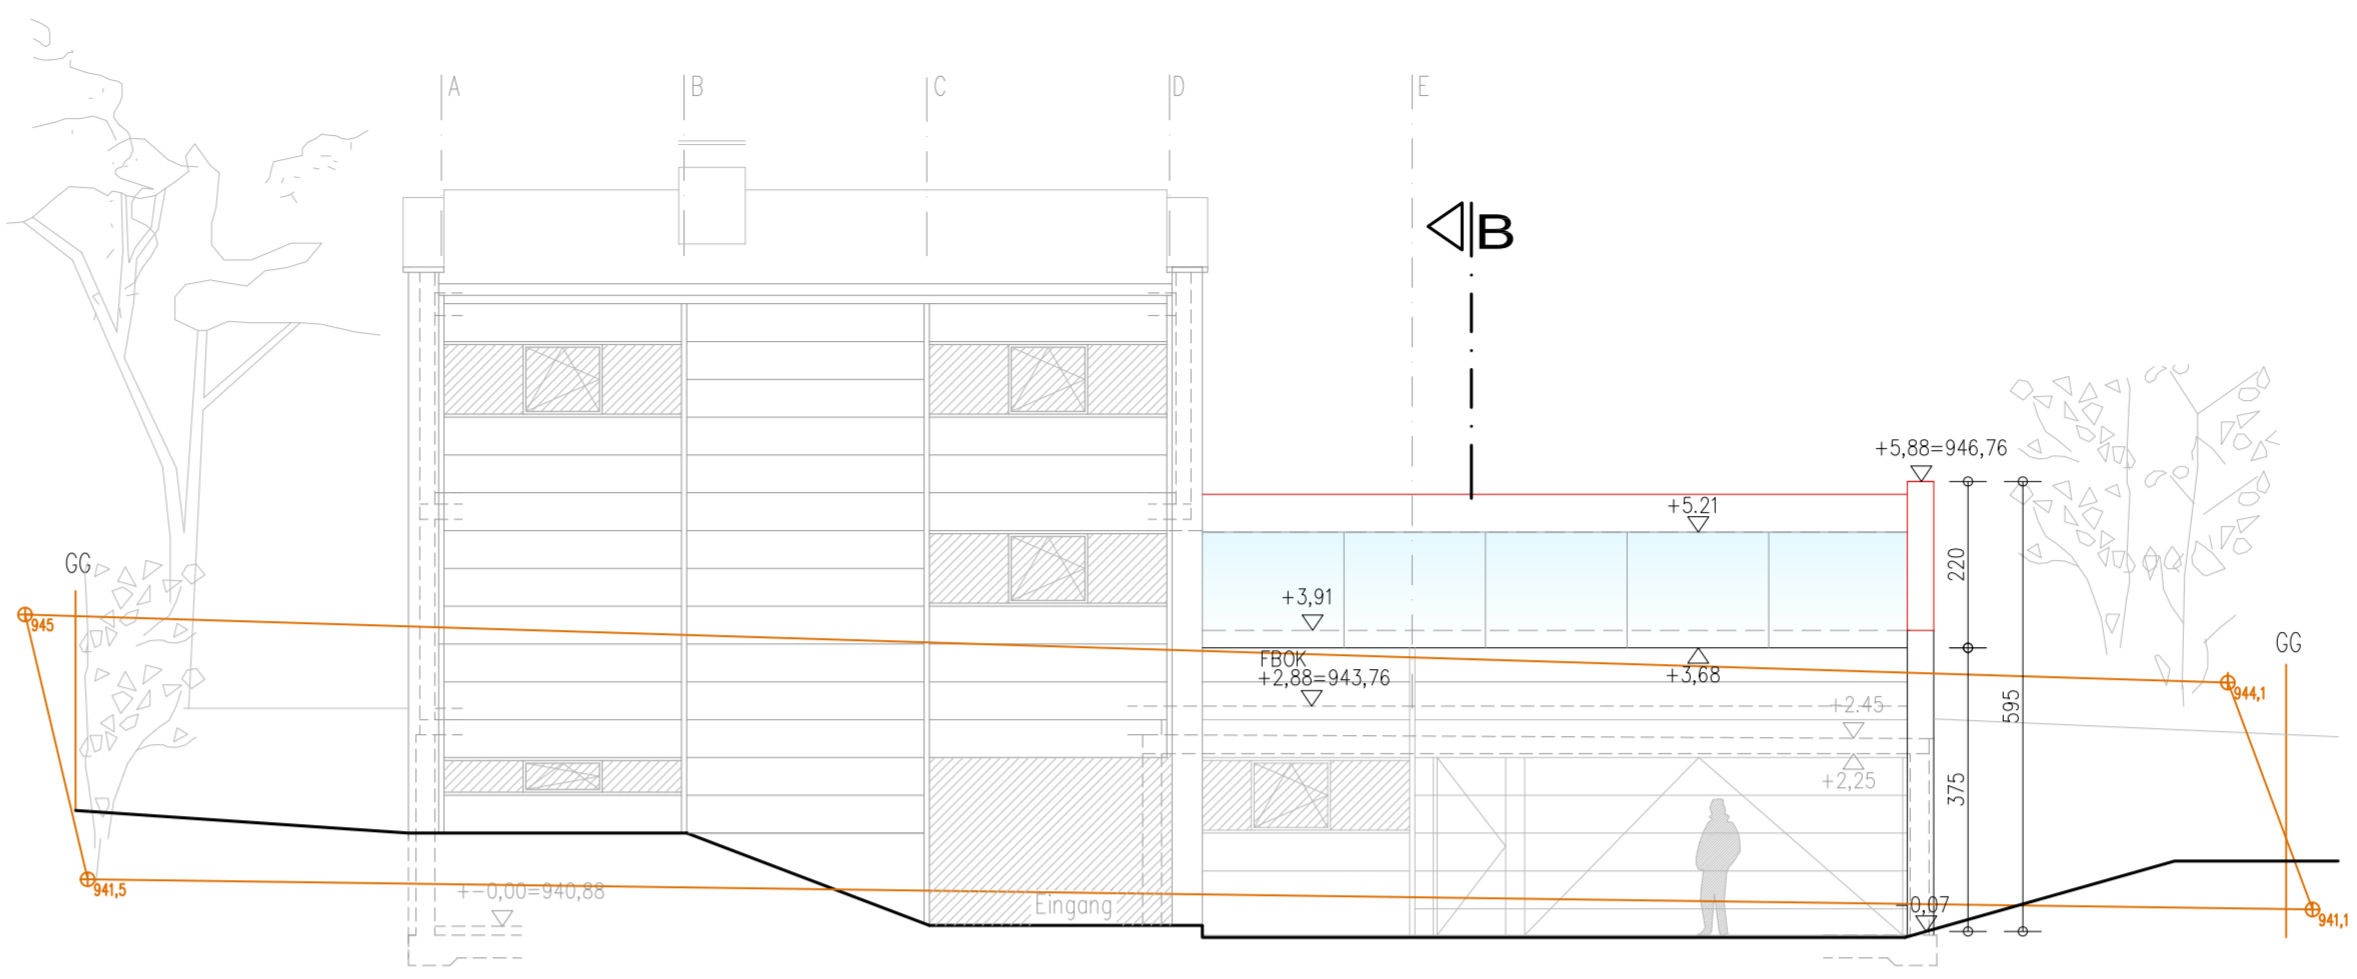 A
B
C
D
E
B
+5,88=946,76
+5.21
GG
220
+3,91
945
FBOK
+2,88=943,76
+3,68
GG
944,1
+2.45
595
+2,25
375
941,5
+-0,00=940,88
Eingang
-0,07
941,1